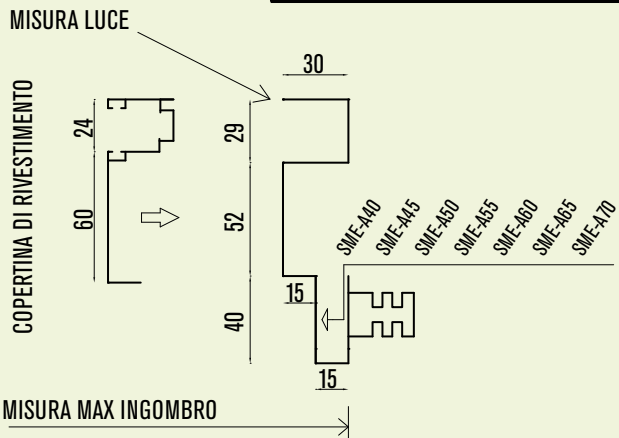 MISURA LUCE
COPERTINA DI RIVESTIMENTO
24
60
30
29
52
40
15
15
SME-A40
SME-A45
SME-A50
SME-A55
SME-A60
SME-A65
SME-A70
MISURA MAX INGOMBRO